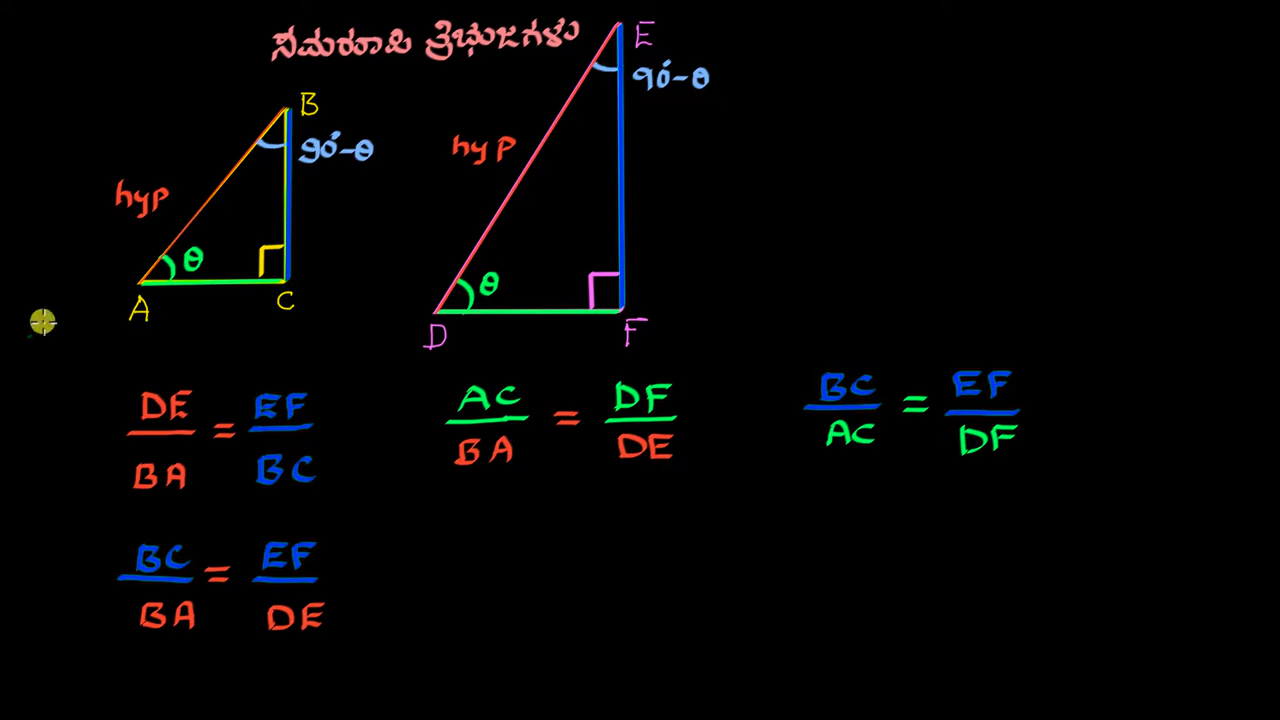 ಸಮರೂಪಿ ತ್ರಿಭುಜಗಳು
E
90°-θ
B
90°-θ
hyp
hyp
θ
θ
A
C
D
F
DE/BA = EF/BC
AC/BA = DF/DE
BC/AC = EF/DF
BC/BA = EF/DE